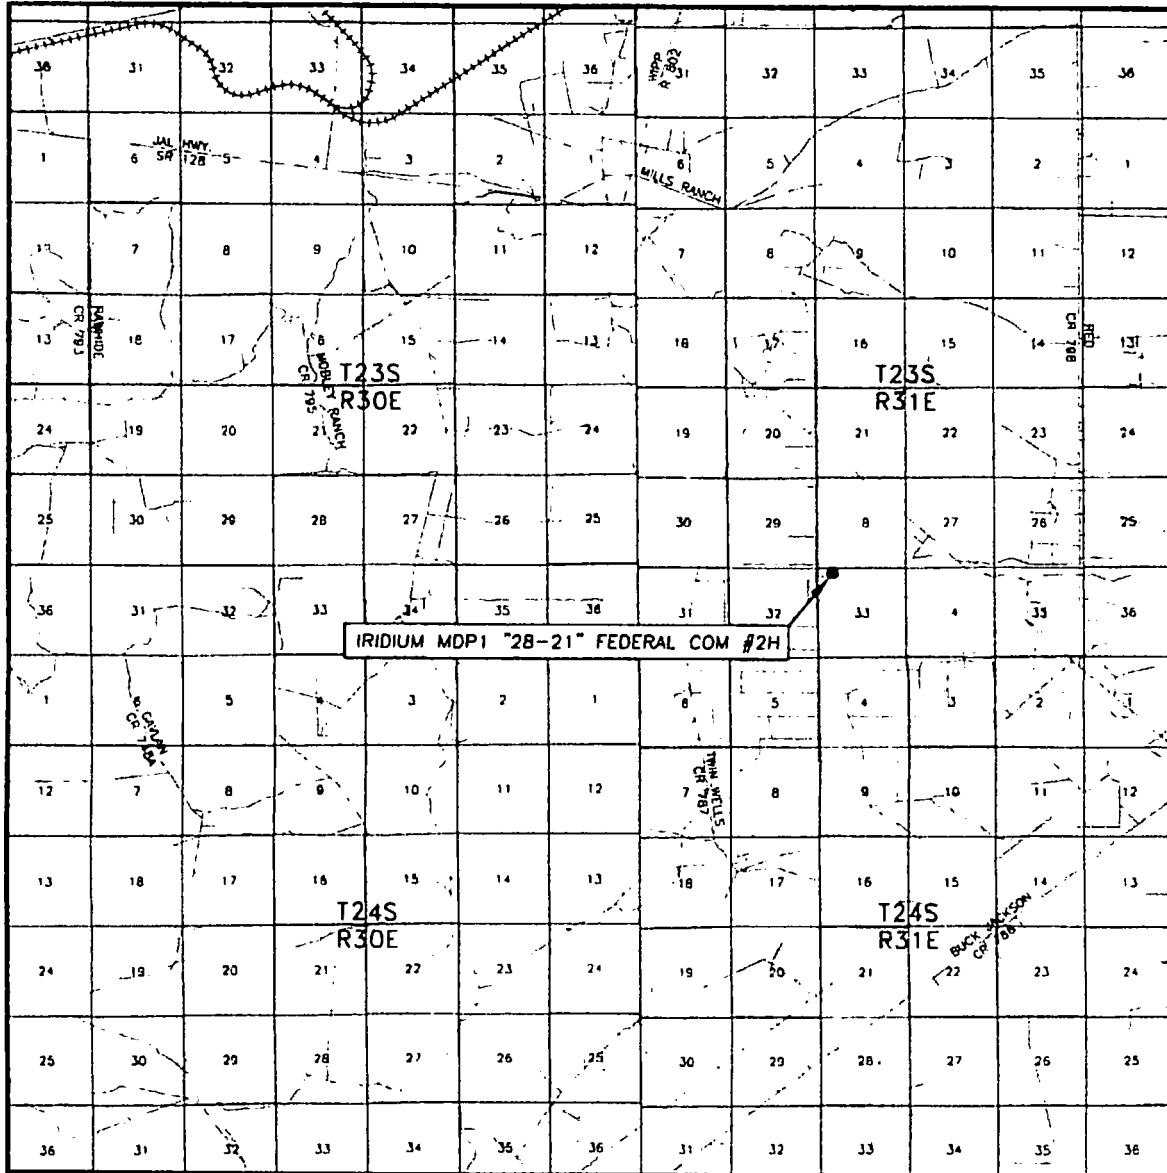 36 31 32 33 34 35 36 31 32 33 34 35 36
HIPP
R 802
JAL HWY.
SR 128
1 6 5 4 3 2 1 6 5 4 3 2 1
MILLS RANCH
12 7 8 9 10 11 12 7 8 9 10 11 12
RAWHIDE
CR 793
RED
CR 798
13 18 17 6 15 14 13 18 17 16 15 14 13
MOBLEY RANCH
CR 795
T23S
R30E
T23S
R31E
24 19 20 21 22 23 24 19 20 21 22 23 24
25 30 29 28 27 26 25 30 29 8 27 26 25
36 31 32 33 34 35 36 31 32 33 4 35 36
IRIDIUM MDP1 "28-21" FEDERAL COM #2H
1 5 4 3 2 1 6 5 4 3 2 1
TWIN WELLS
CR 787
12 7 8 9 10 11 12 7 8 9 10 11 12
13 18 17 16 15 14 13 18 17 16 15 14 13
T24S
R30E
T24S
R31E
BUCK JACKSON
24 19 20 21 22 23 24 19 20 21 22 23 24
25 30 29 28 27 26 25 30 29 28 27 26 25
36 31 32 33 34 35 36 31 32 33 34 35 36